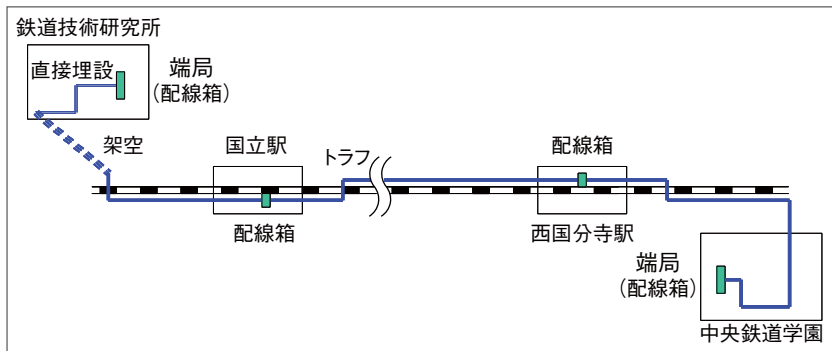 鉄道技術研究所
直接埋設
端局
（配線箱）
架空
国立駅
トラフ
配線箱
配線箱
西国分寺駅
端局
（配線箱）
中央鉄道学園